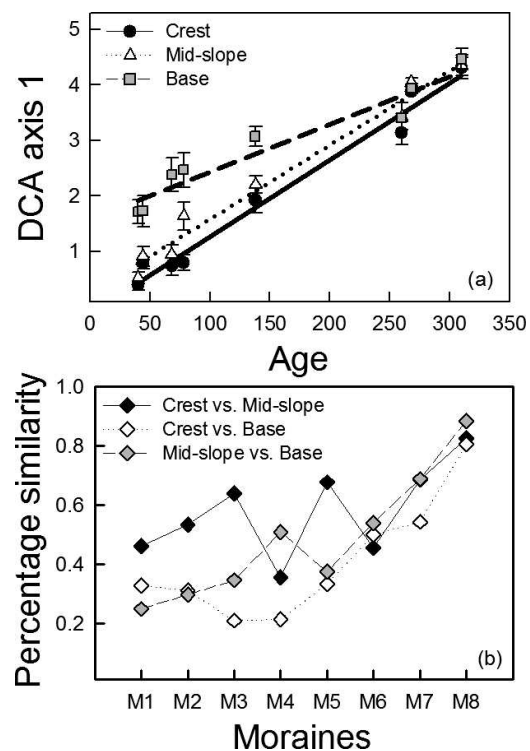 5
4
3
2
1
DCA axis 1
Crest
Mid-slope
Base
(a)
0 50 100 150 200 250 300 350
Age
1.0
0.8
0.6
0.4
0.2
Percentage similarity
Crest vs. Mid-slope
Crest vs. Base
Mid-slope vs. Base
(b)
M1 M2 M3 M4 M5 M6 M7 M8
Moraines